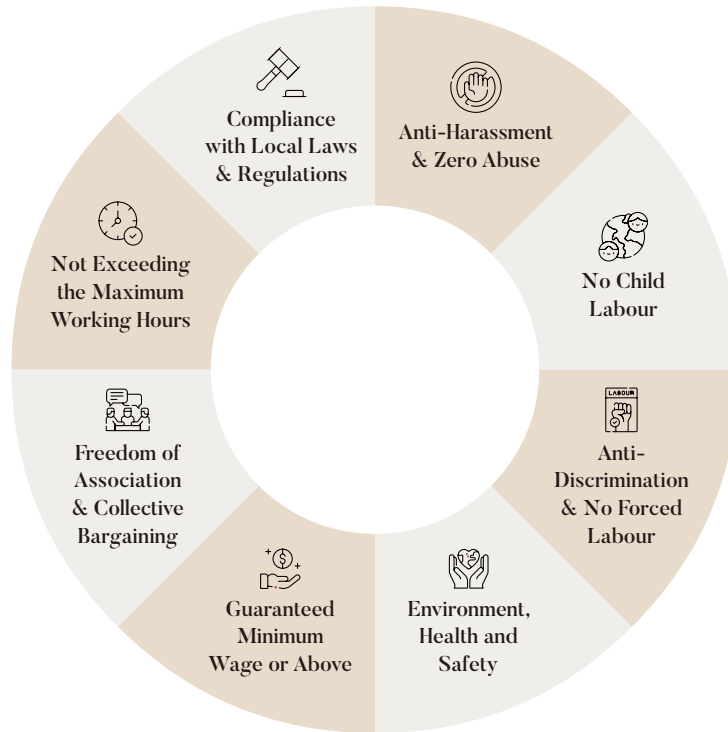 Compliance
with Local Laws
& Regulations
Anti-Harassment
& Zero Abuse
No Child
Labour
LABOUR
Anti-
Discrimination
& No Forced
Labour
Environment,
Health and
Safety
Guaranteed
Minimum
Wage or Above
Freedom of
Association
& Collective
Bargaining
Not Exceeding
the Maximum
Working Hours